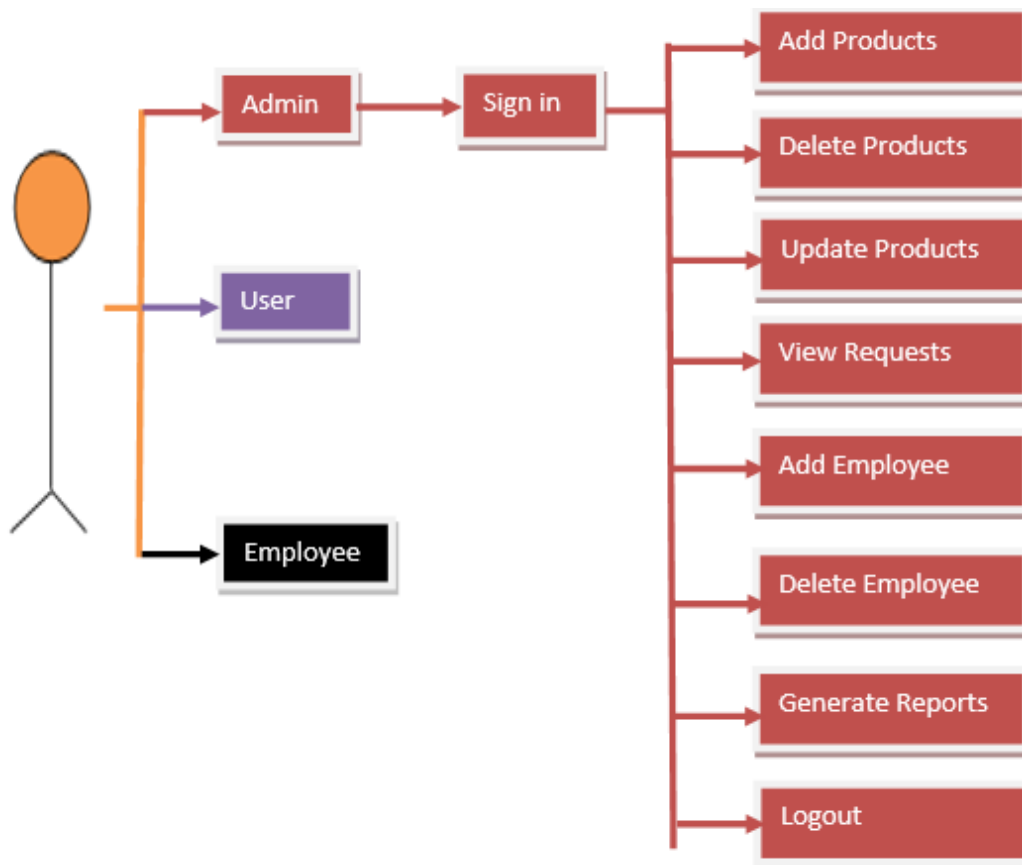 Admin
Sign in
User
Employee
Add Products
Delete Products
Update Products
View Requests
Add Employee
Delete Employee
Generate Reports
Logout